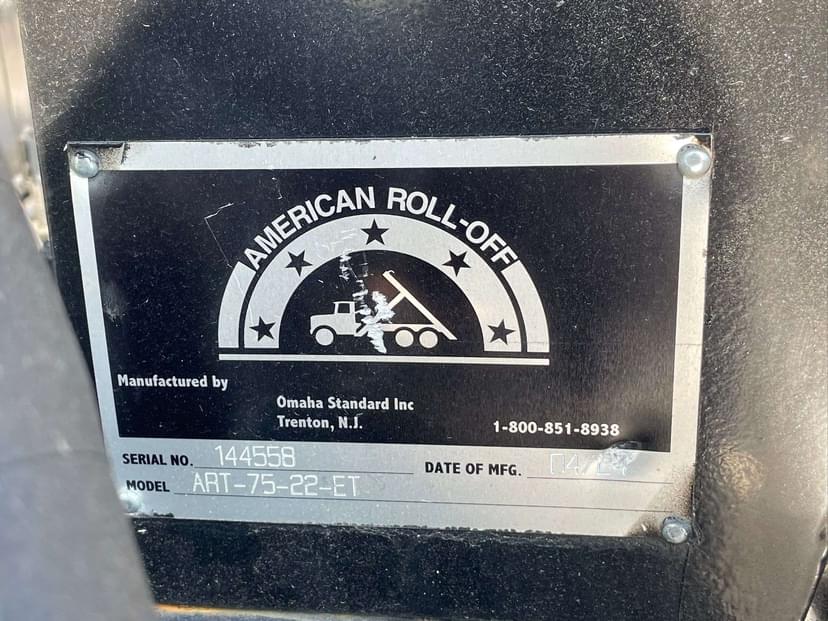 AMERICAN ROLL-OFF
Manufactured by
Omaha Standard Inc
Trenton, N.J.
1-800-851-8938
SERIAL NO. 144558
DATE OF MFG.
MODEL ART-75-22-ET